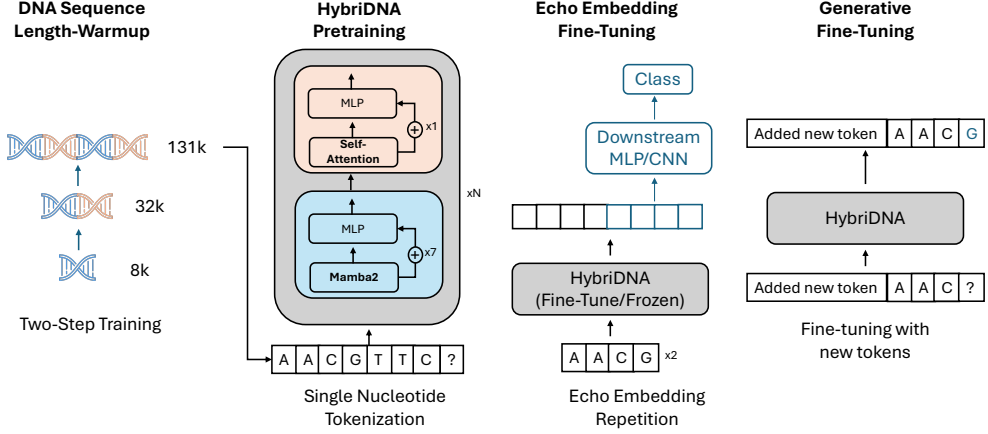 DNA Sequence
Length-Warmup
131k
32k
8k
Two-Step Training
HybriDNA
Pretraining
MLP
x1
Self-
Attention
xN
MLP
x7
Mamba2
A A C G T T C ?
Single Nucleotide
Tokenization
Echo Embedding
Fine-Tuning
Class
Downstream
MLP/CNN
HybriDNA
(Fine-Tune/Frozen)
A A C G x2
Echo Embedding
Repetition
Generative
Fine-Tuning
Added new token A A C G
HybriDNA
Added new token A A C ?
Fine-tuning with
new tokens